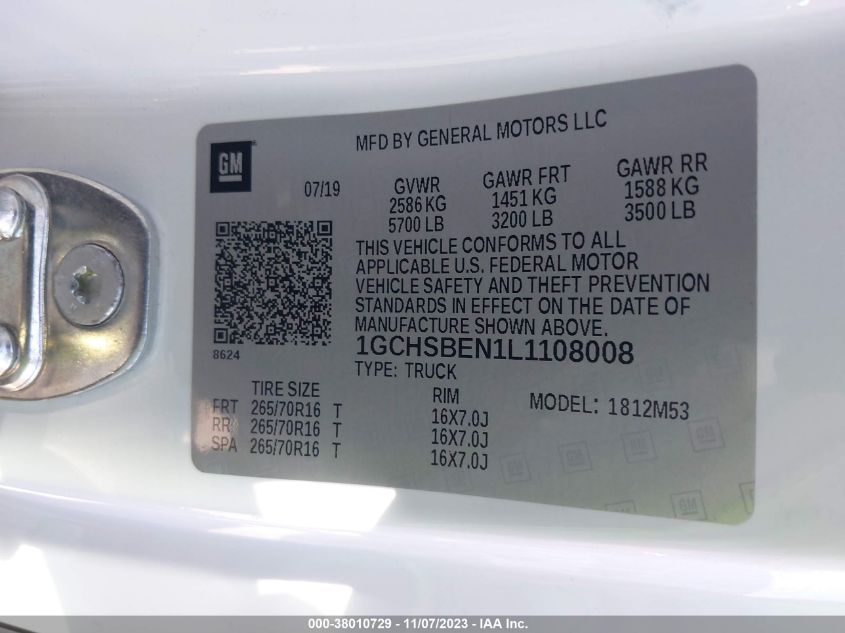 MFD BY GENERAL MOTORS LLC
GM
07/19 GVWR GAWR FRT GAWR RR
2586 KG 1451 KG 1588 KG
5700 LB 3200 LB 3500 LB
THIS VEHICLE CONFORMS TO ALL
APPLICABLE U.S. FEDERAL MOTOR
VEHICLE SAFETY AND THEFT PREVENTION
STANDARDS IN EFFECT ON THE DATE OF
MANUFACTURE SHOWN ABOVE.
8624
1GCHSBEN1L1108008
TYPE: TRUCK
TIRE SIZE RIM MODEL: 1812M53
FRT 265/70R16 T 16X7.0J
RR 265/70R16 T 16X7.0J
SPA 265/70R16 T 16X7.0J
000-38010729 - 11/07/2023 - IAA Inc.